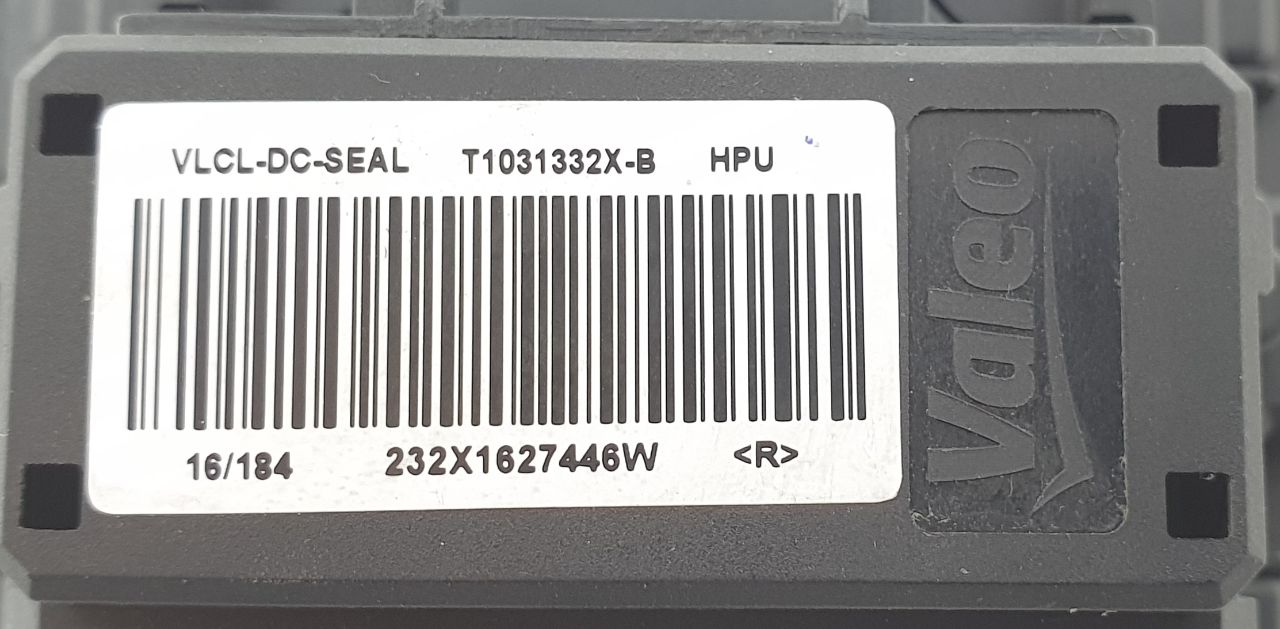 VLCL-DC-SEAL T1031332X-B HPU
16/184 232X1627446W <R>
Valeo